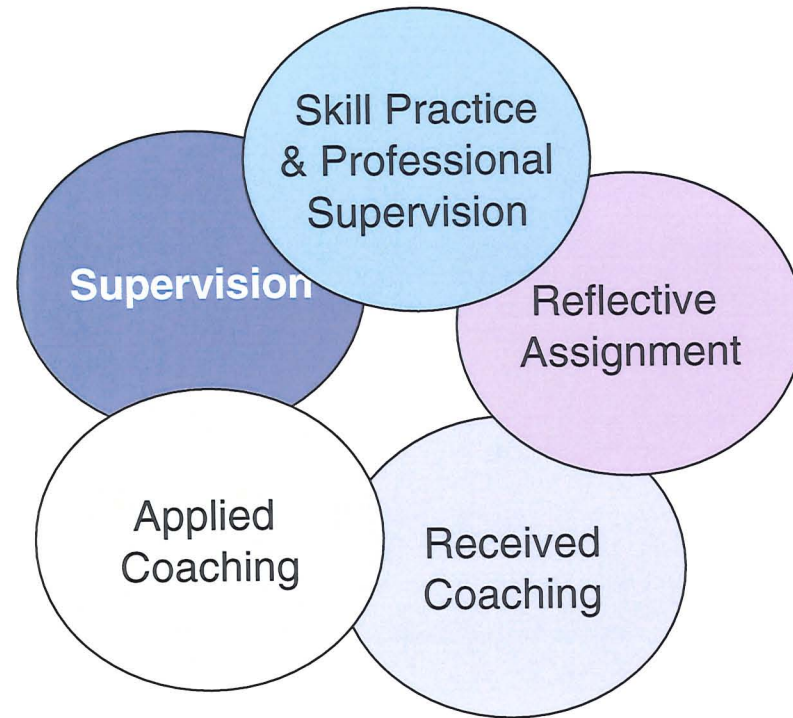 Skill Practice
& Professional
Supervision
Supervision
Reflective
Assignment
Applied
Coaching
Received
Coaching